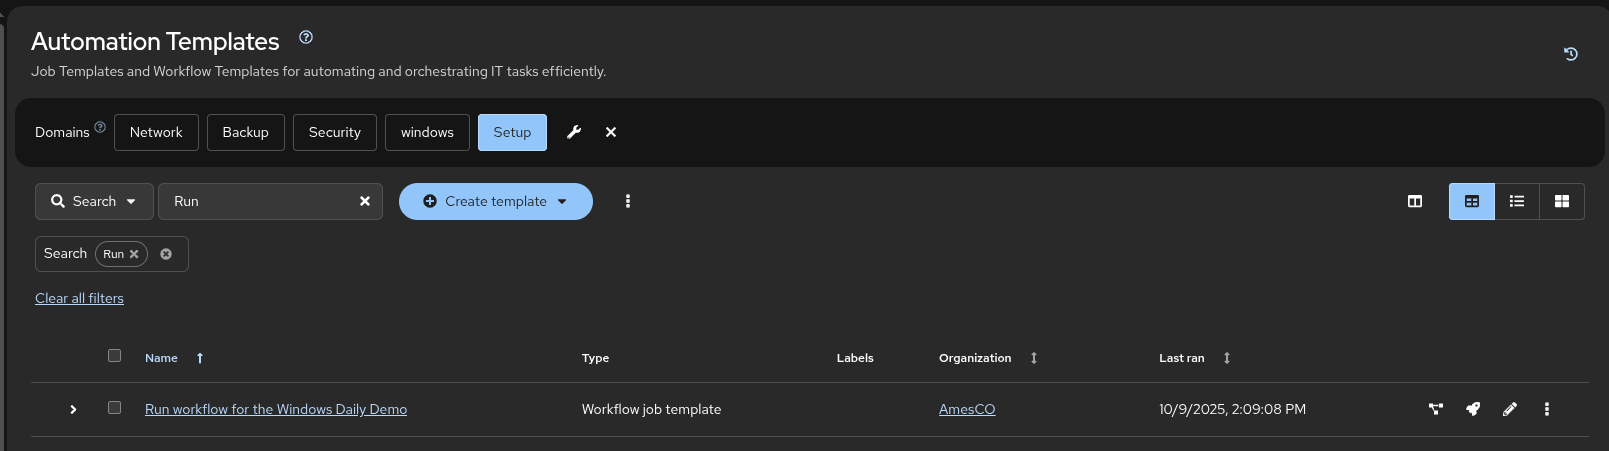 Automation Templates
Job Templates and Workflow Templates for automating and orchestrating IT tasks efficiently.
Domains Network Backup Security windows Setup
Search Run Create template
Search Run
Clear all filters
Name Type Labels Organization Last ran
Run workflow for the Windows Daily Demo Workflow job template AmesCO 10/9/2025, 2:09:08 PM